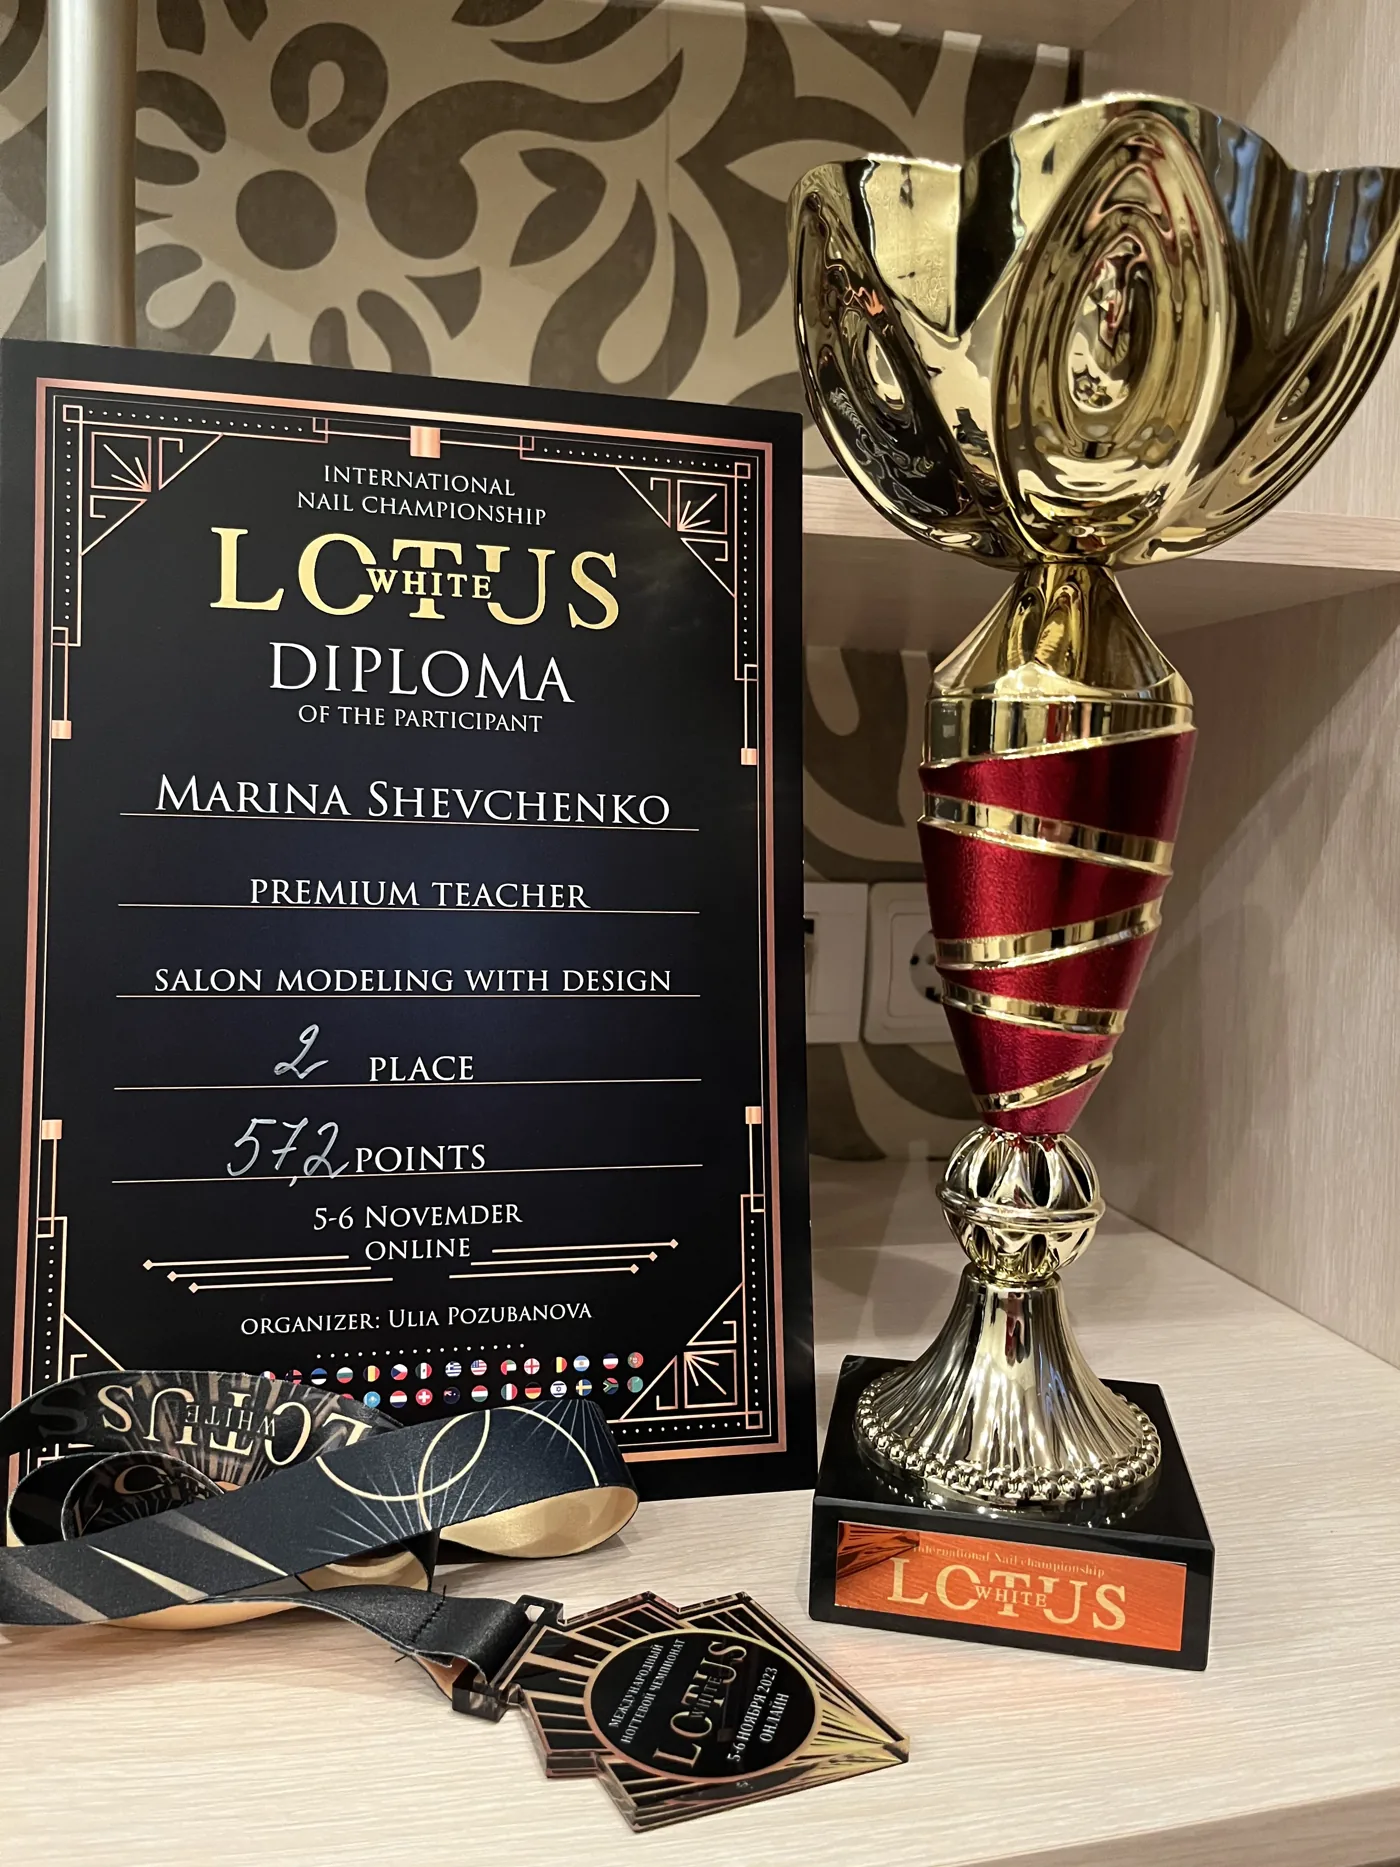 INTERNATIONAL
NAIL CHAMPIONSHIP
LOTUS
WHITE
DIPLOMA
OF THE PARTICIPANT
MARINA SHEVCHENKO
PREMIUM TEACHER
SALON MODELING WITH DESIGN
2 PLACE
57,2 POINTS
5-6 NOVEMDER
ONLINE
ORGANIZER: ULIA POZUBANOVA
LOTUS
WHITE
International Nail championship
LOTUS
WHITE
МЕЖДУНАРОДНЫЙ
НОГТЕВОЙ ЧЕМПИОНАТ
LOTUS
WHITE
5-6 НОЯБРЯ 2023
ОНЛАЙН